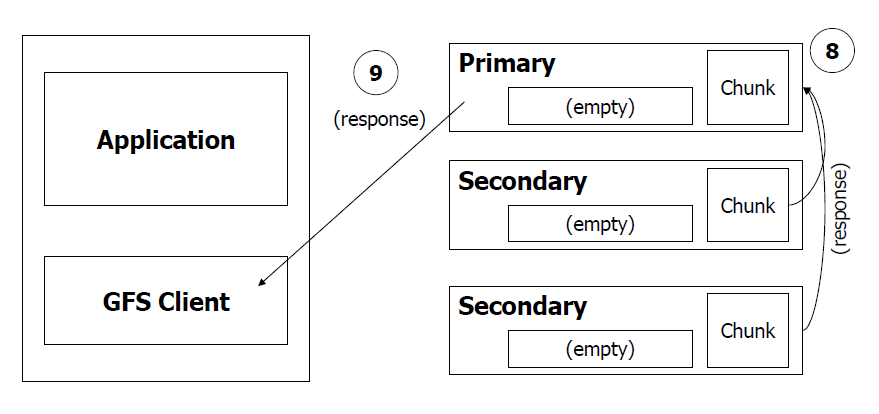 Application
GFS Client
9
(response)
Primary
(empty)
Chunk
8
Secondary
(empty)
Chunk
(response)
Secondary
(empty)
Chunk